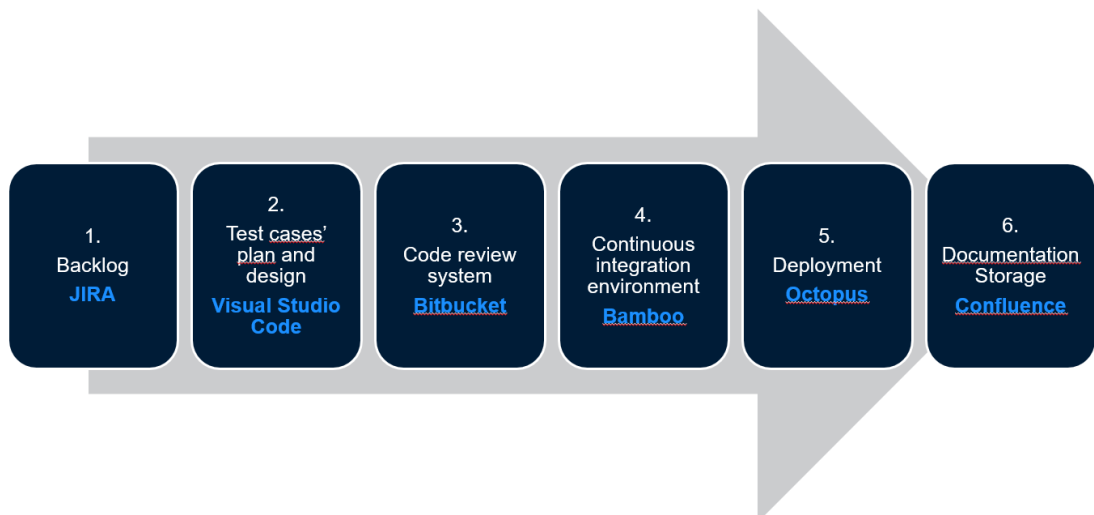 1.
Backlog
JIRA
2.
Test cases’
plan and
design
Visual Studio
Code
3.
Code review
system
Bitbucket
4.
Continuous
integration
environment
Bamboo
5.
Deployment
Octopus
6.
Documentation
Storage
Confluence